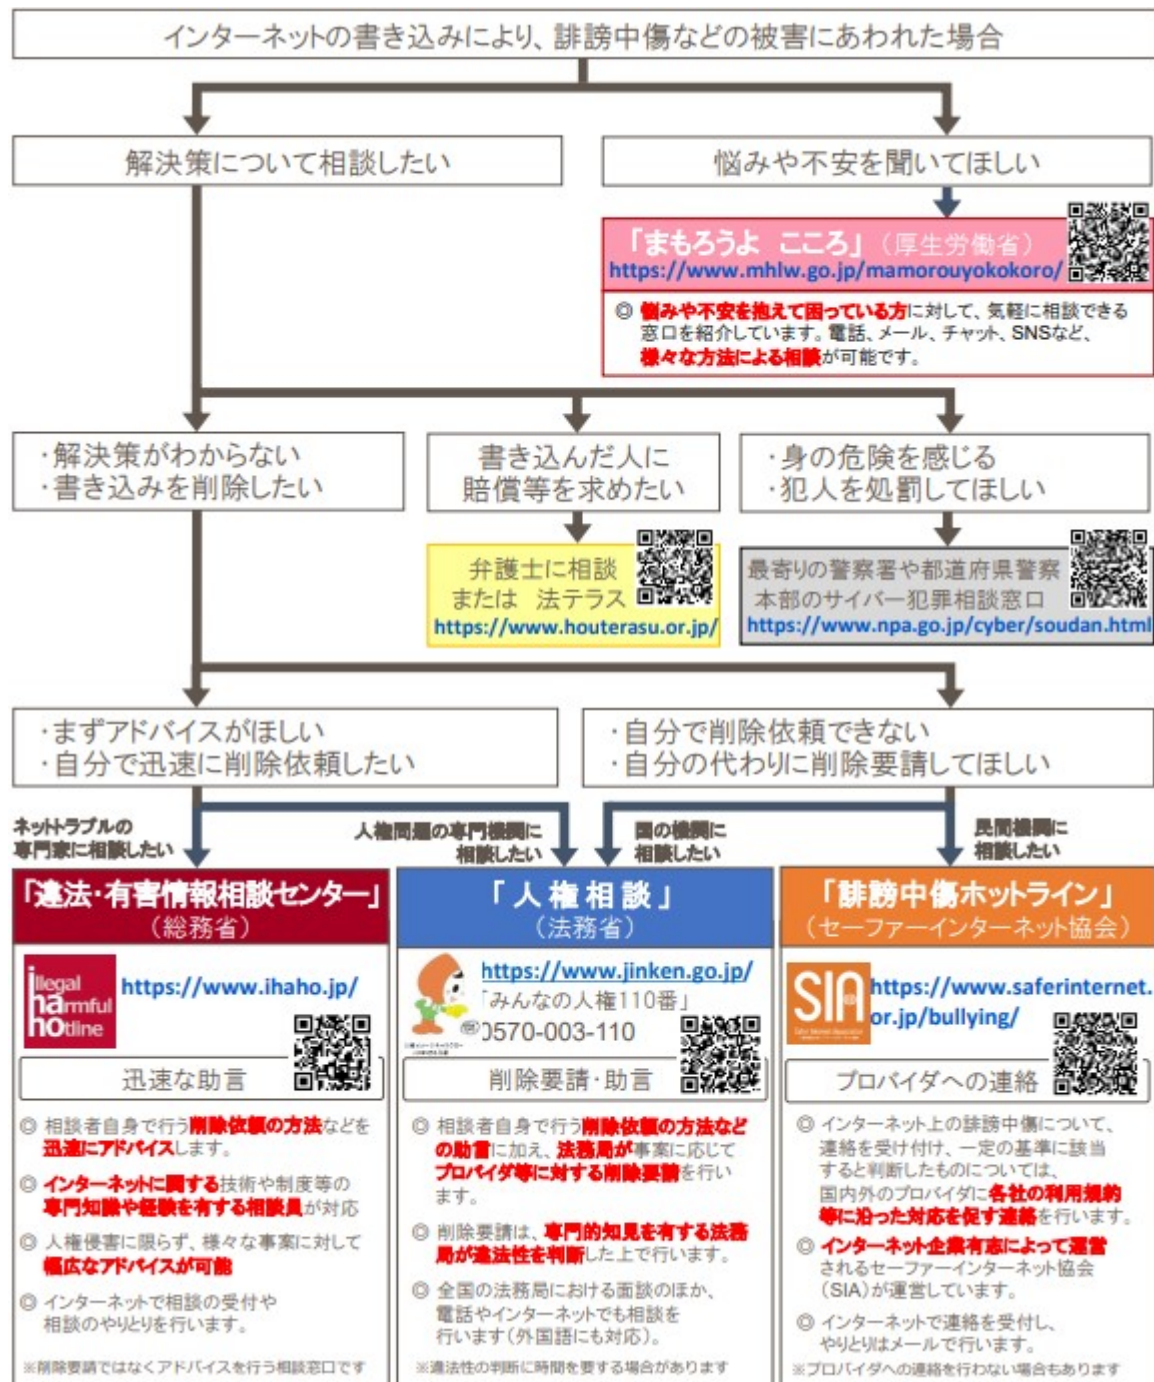 インターネットの書き込みにより、誹謗中傷などの被害にあわれた場合
解決策について相談したい
悩みや不安を聞いてほしい
「まもろうよ こころ」（厚生労働省）
https://www.mhlw.go.jp/mamorouyokokoro/
◎ 悩みや不安を抱えて困っている方に対して、気軽に相談できる
窓口を紹介しています。電話、メール、チャット、SNSなど、
様々な方法による相談が可能です。
・解決策がわからない
・書き込みを削除したい
書き込んだ人に
賠償等を求めたい
・身の危険を感じる
・犯人を処罰してほしい
弁護士に相談
または 法テラス
https://www.houterasu.or.jp/
最寄りの警察署や都道府県警察
本部のサイバー犯罪相談窓口
https://www.npa.go.jp/cyber/soudan.html
・まずアドバイスがほしい
・自分で迅速に削除依頼したい
・自分で削除依頼できない
・自分の代わりに削除要請してほしい
ネットトラブルの
専門家に相談したい
人権問題の専門機関に
相談したい
国の機関に
相談したい
民間機関に
相談したい
「違法・有害情報相談センター」
（総務省）
illegal
harmful
hotline
https://www.ihaho.jp/
迅速な助言
◎ 相談者自身で行う削除依頼の方法などを
迅速にアドバイスします。
◎ インターネットに関する技術や制度等の
専門知識や経験を有する相談員が対応
◎ 人権侵害に限らず、様々な事案に対して
幅広なアドバイスが可能
◎ インターネットで相談の受付や
相談のやりとりを行います。
※削除要請ではなくアドバイスを行う相談窓口です
「人権相談」
（法務省）
https://www.jinken.go.jp/
「みんなの人権110番」
0570-003-110
削除要請・助言
◎ 相談者自身で行う削除依頼の方法など
の助言に加え、法務局が事案に応じて
プロバイダ等に対する削除要請を行い
ます。
◎ 削除要請は、専門的知見を有する法務
局が違法性を判断した上で行います。
◎ 全国の法務局における面談のほか、
電話やインターネットでも相談を
行います（外国語にも対応）。
※違法性の判断に時間を要する場合があります
「誹謗中傷ホットライン」
（セーファーインターネット協会）
SIA
https://www.saferinternet.
or.jp/bullying/
プロバイダへの連絡
◎ インターネット上の誹謗中傷について、
連絡を受け付け、一定の基準に該当
すると判断したものについては、
国内外のプロバイダに各社の利用規約
等に沿った対応を促す連絡を行います。
◎ インターネット企業有志によって運営
されるセーファーインターネット協会
（SIA）が運営しています。
◎ インターネットで連絡を受付し、
やりとりはメールで行います。
※プロバイダへの連絡を行わない場合もあります